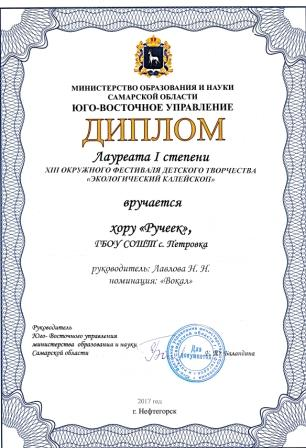 МИНИСТЕРСТВО ОБРАЗОВАНИЯ И НАУКИ
САМАРСКОЙ ОБЛАСТИ
ЮГО-ВОСТОЧНОЕ УПРАВЛЕНИЕ
ДИПЛОМ
Лауреата I степени
XIII ОКРУЖНОГО ФЕСТИВАЛЯ ДЕТСКОГО ТВОРЧЕСТВА
«ЭКОЛОГИЧЕСКИЙ КАЛЕЙСКОП»
вручается
хору «Ручеек»,
ГБОУ СОШ с. Петровка
руководитель: Лавлова Н. Н.
номинация: «Вокал»
Руководитель
Юго- Восточного управления
министерства образования и науки
Самарской области
Для
документов
Баландина
2017 год
г. Нефтегорск